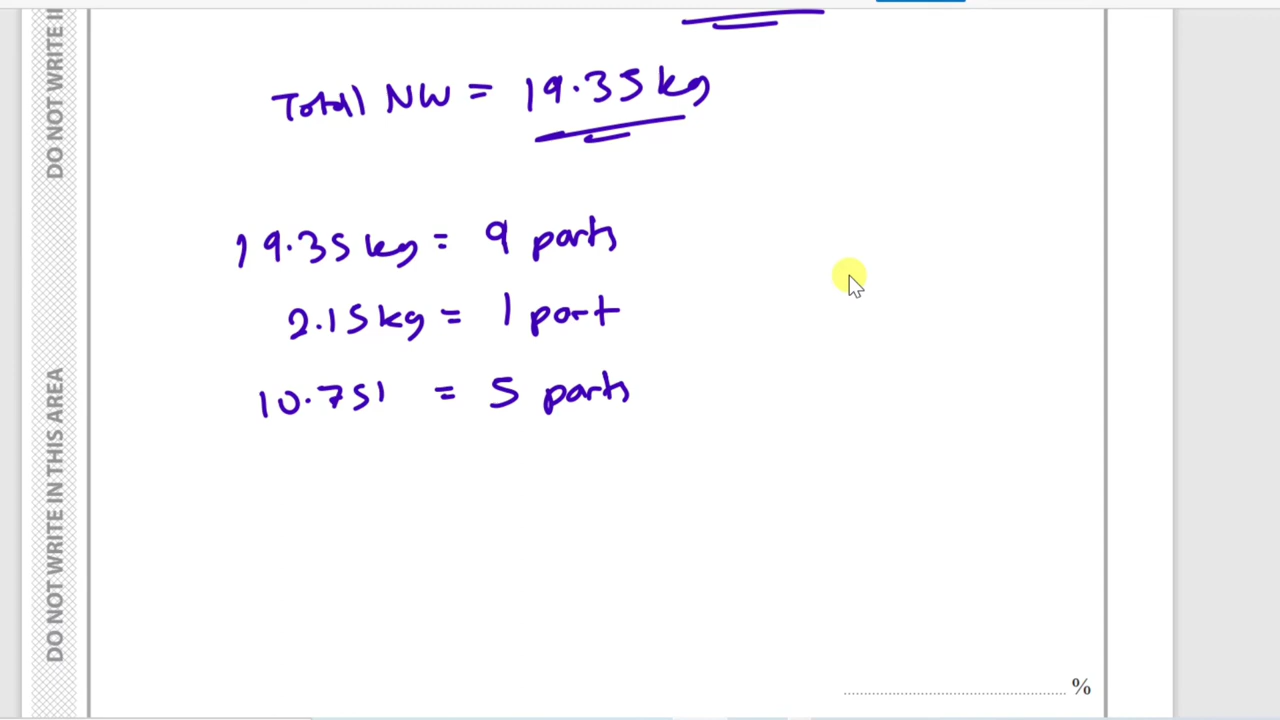 DO NOT WRITE I
Total NW = 19.35 kg
19.35 kg = 9 parts
2.15 kg = 1 part
10.751 = 5 parts
DO NOT WRITE IN THIS AREA
%